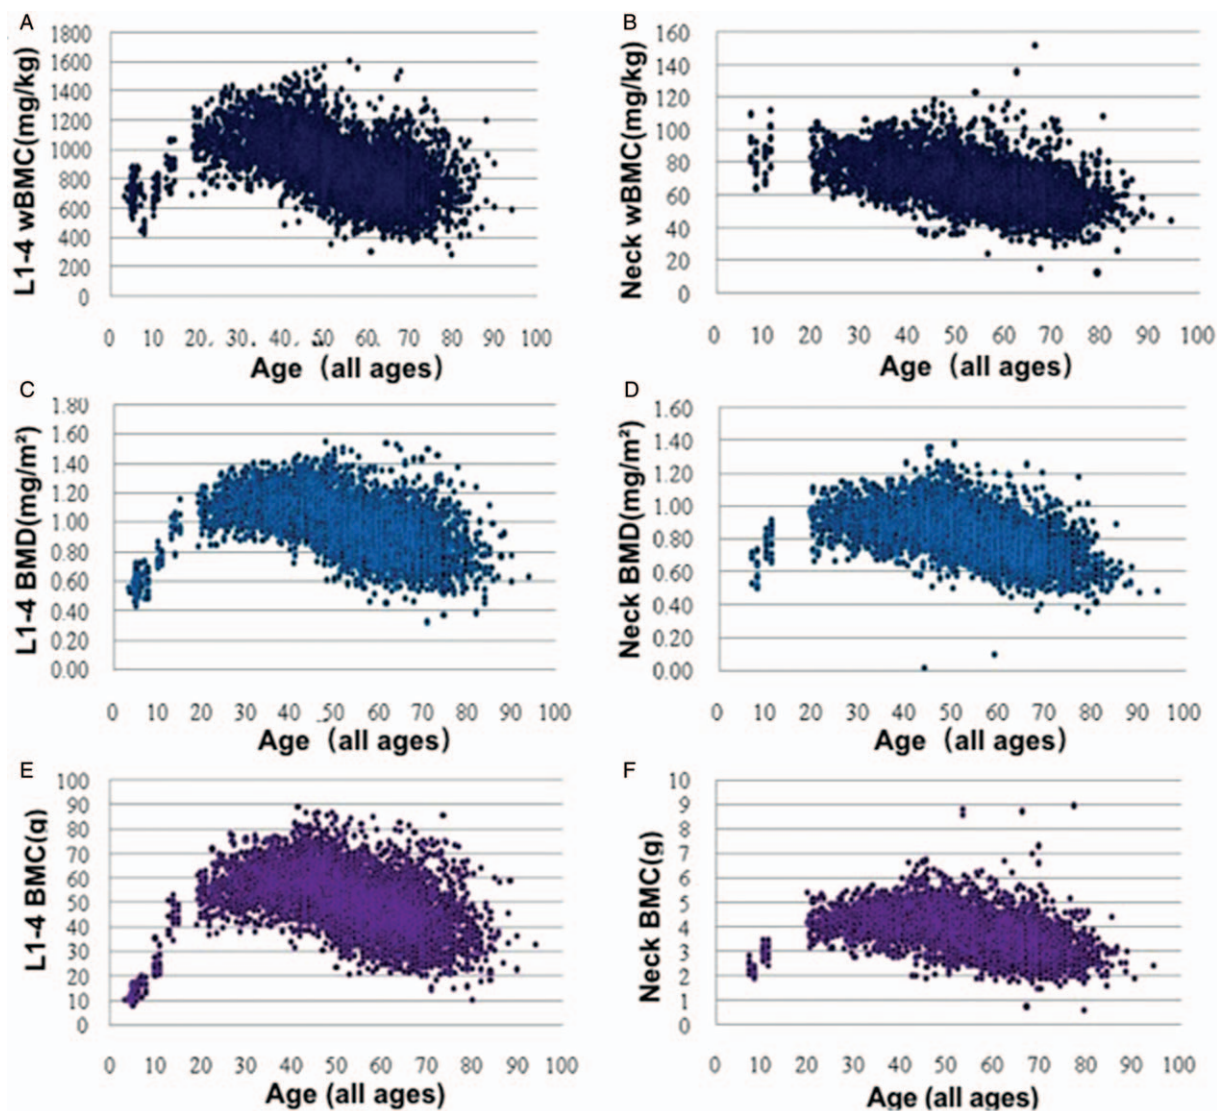 A
1800
1600
1400
1200
1000
800
600
400
200
0
L1-4 wBMC(mg/kg)
0 10 20. 30. 40. 50 60 70 80 90 100
Age (all ages)
B
160
140
120
100
80
60
40
20
0
Neck wBMC(mg/kg)
0 10 20 30 40 50 60 70 80 90 100
Age (all ages)
C
1.80
1.60
1.40
1.20
1.00
0.80
0.60
0.40
0.20
0.00
L1-4 BMD(mg/m²)
0 10 20 30 40 50 60 70 80 90 100
Age (all ages)
D
1.60
1.40
1.20
1.00
0.80
0.60
0.40
0.20
0.00
Neck BMD(mg/m²)
0 10 20 30 40 50 60 70 80 90 100
Age (all ages)
E
100
90
80
70
60
50
40
30
20
10
0
L1-4 BMC(g)
0 10 20 30 40 50 60 70 80 90 100
Age (all ages)
F
10
9
8
7
6
5
4
3
2
1
0
Neck BMC(g)
0 10 20 30 40 50 60 70 80 90 100
Age (all ages)